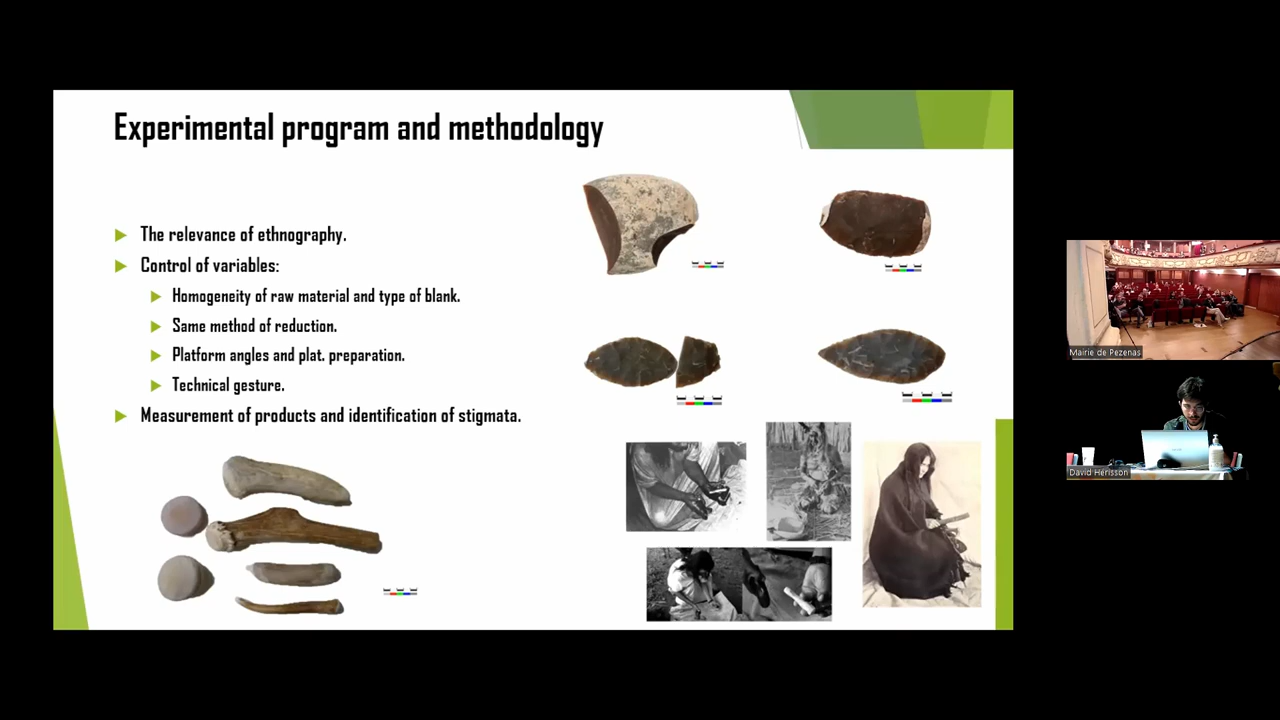 Experimental program and methodology
The relevance of ethnography.
Control of variables:
Homogeneity of raw material and type of blank.
Same method of reduction.
Platform angles and plat. preparation.
Technical gesture.
Measurement of products and identification of stigmata.
Mairie de Pezenas
David Hérisson